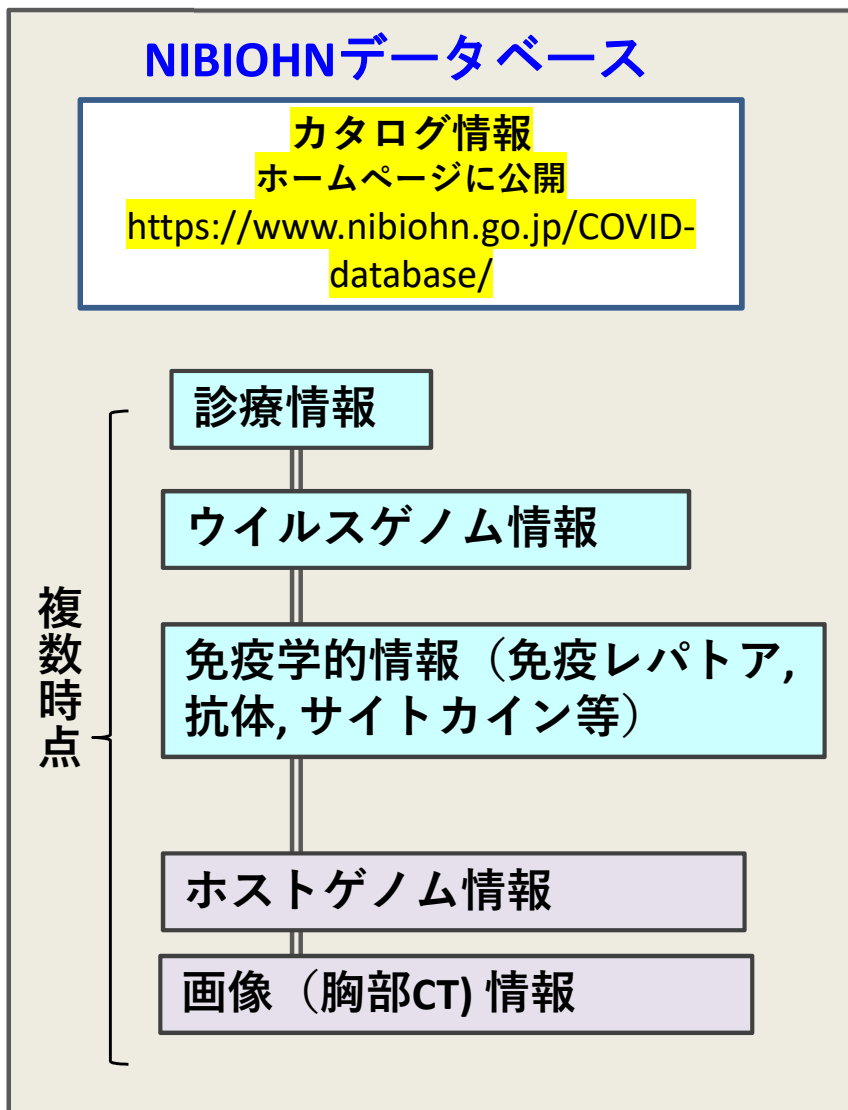 NIBIOHNデータベース
カタログ情報
ホームページに公開
https://www.nibiohn.go.jp/COVID-
database/
診療情報
ウイルスゲノム情報
複数時点
免疫学的情報（免疫レパトア,
抗体, サイトカイン等）
ホストゲノム情報
画像（胸部CT) 情報